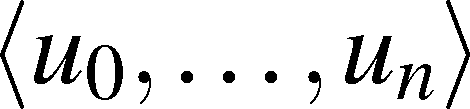 ⟨u₀, . . . , uₙ⟩